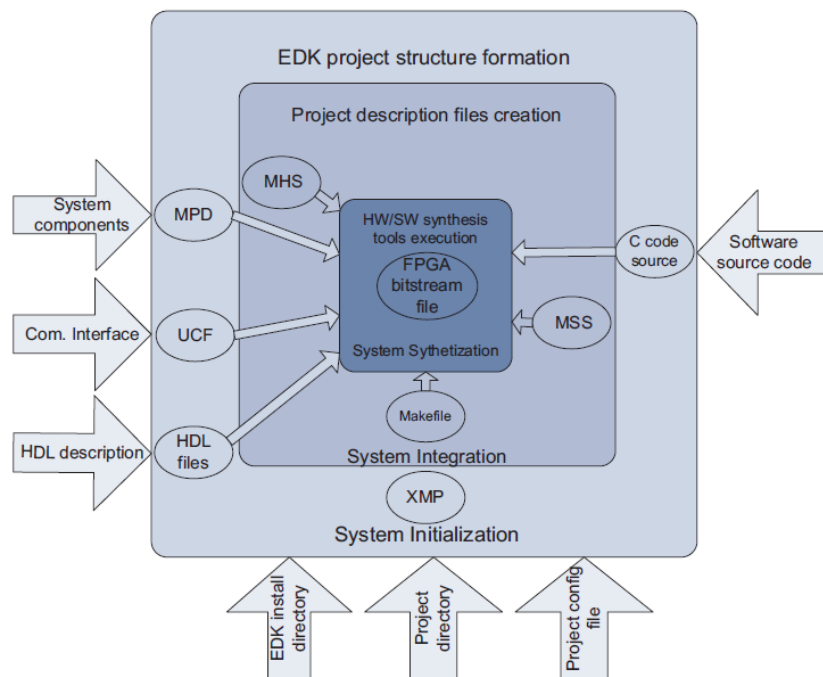 EDK project structure formation
Project description files creation
MHS
System
components
MPD
HW/SW synthesis
tools execution
FPGA
bitstream
file
C code
source
Software
source code
Com. Interface
UCF
MSS
System Sythetization
Makefile
HDL description
HDL
files
System Integration
XMP
System Initialization
EDK install
directory
Project
directory
Project config
file